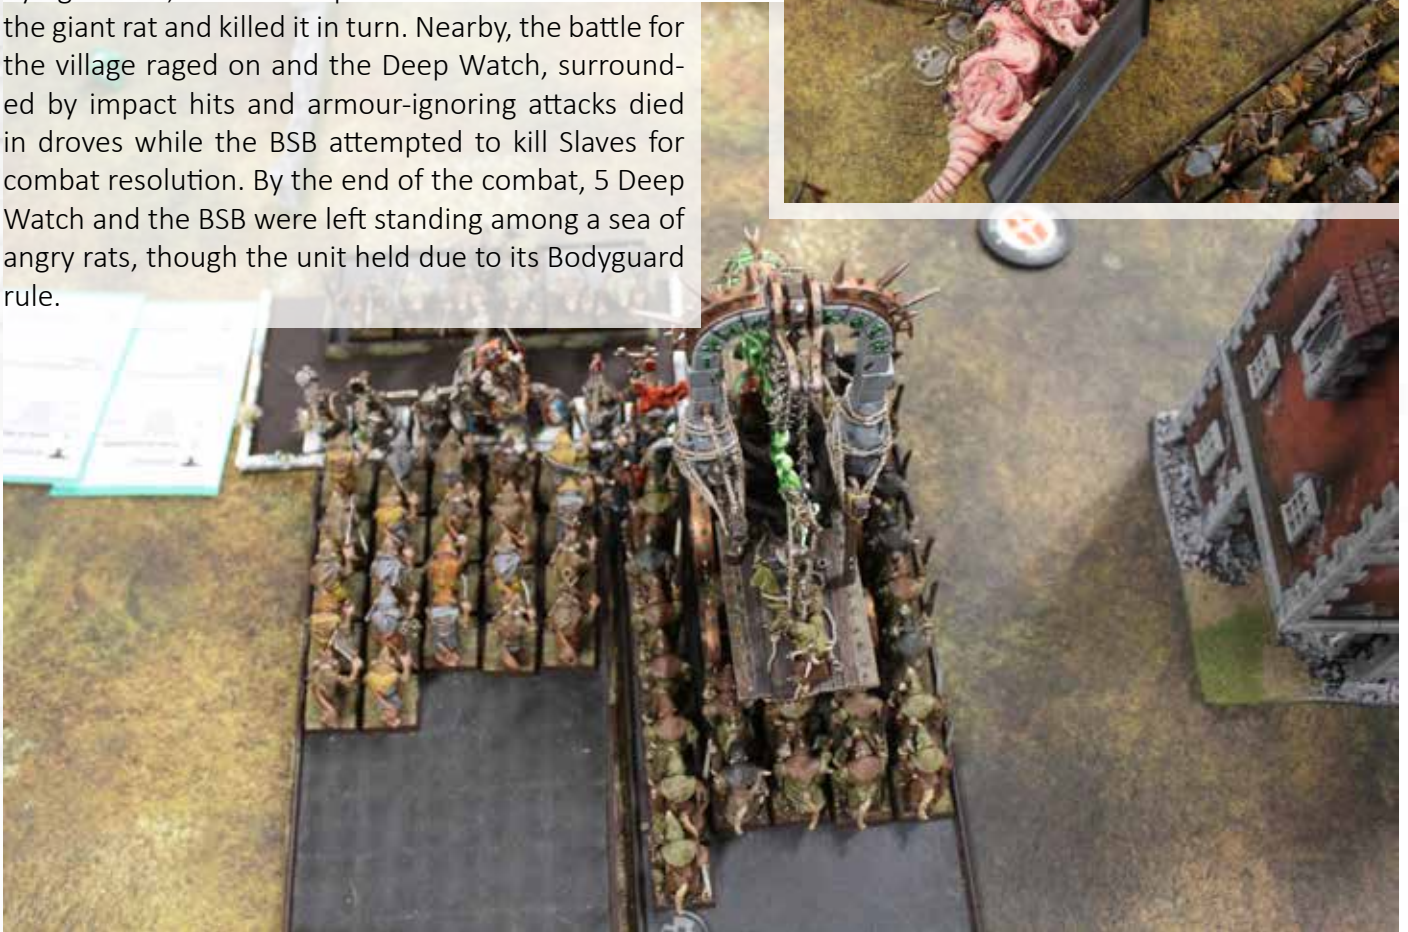 the giant rat and killed it in turn. Nearby, the battle for
the village raged on and the Deep Watch, surround-
ed by impact hits and armour-ignoring attacks died
in droves while the BSB attempted to kill Slaves for
combat resolution. By the end of the combat, 5 Deep
Watch and the BSB were left standing among a sea of
angry rats, though the unit held due to its Bodyguard
rule.